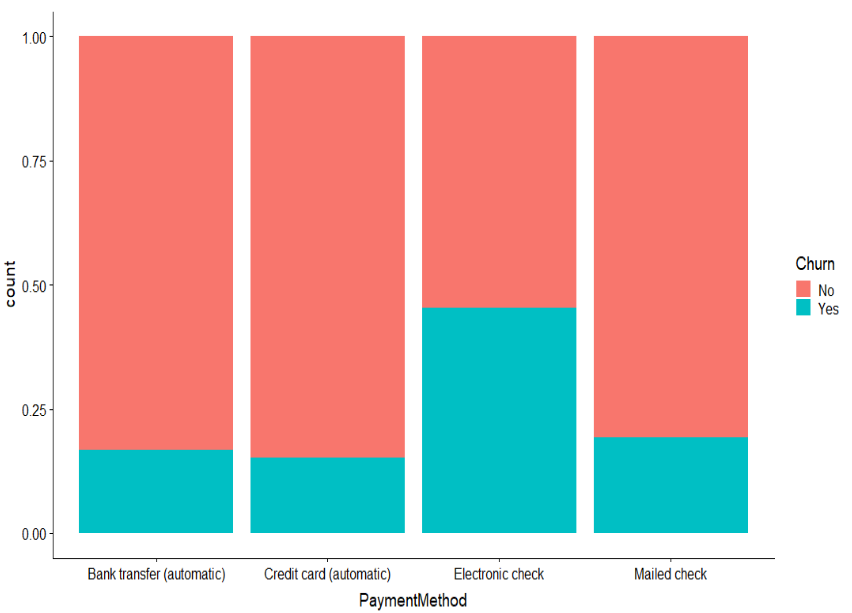 1.00
0.75
0.50
0.25
0.00
count
Bank transfer (automatic)
Credit card (automatic)
Electronic check
Mailed check
PaymentMethod
Churn
No
Yes